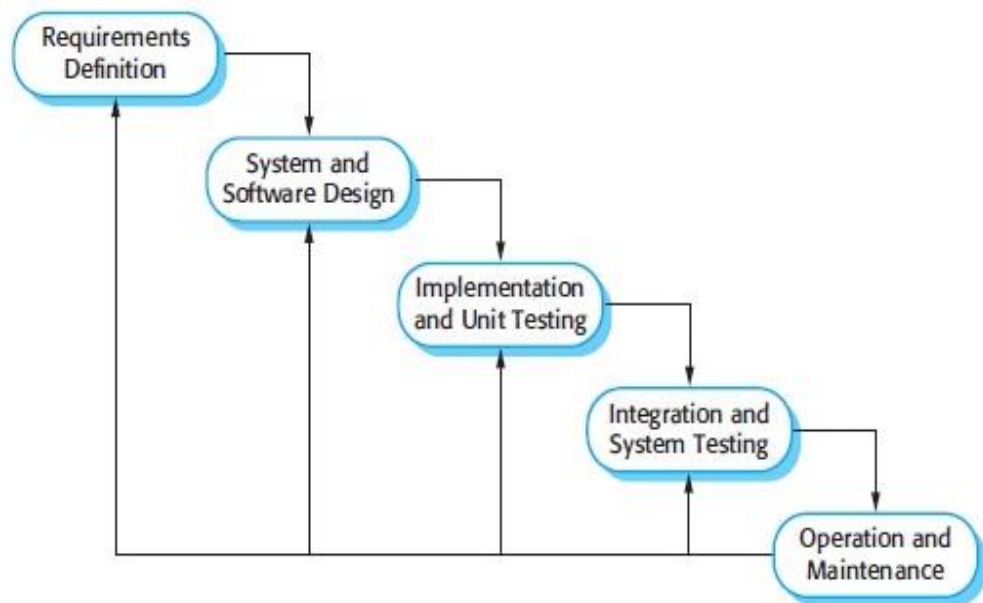 Requirements
Definition
System and
Software Design
Implementation
and Unit Testing
Integration and
System Testing
Operation and
Maintenance